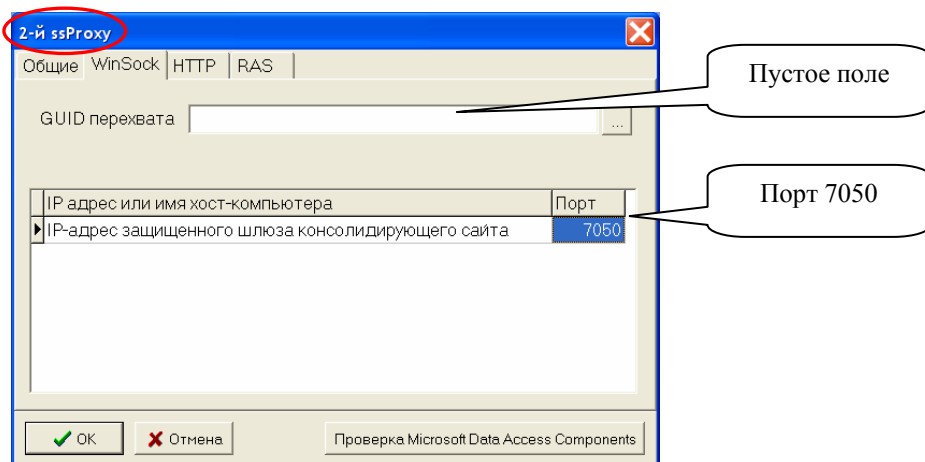 2-й ssProxy
Общие WinSock HTTP RAS
Пустое поле
GUID перехвата ...
IP адрес или имя хост-компьютера Порт
Порт 7050
IP-адрес защищенного шлюза консолидирующего сайта 7050
OK Отмена Проверка Microsoft Data Access Components